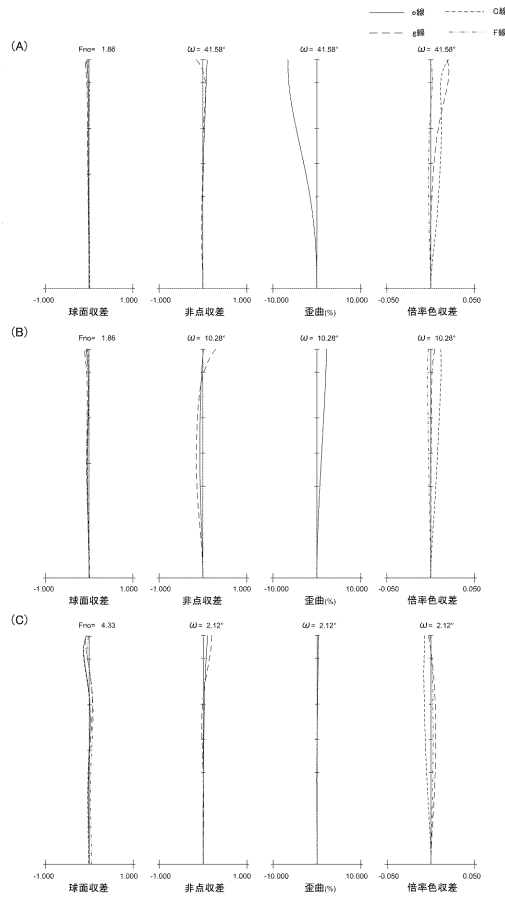 e線 C線
g線 F線
(A)
Fno= 1.86 ω= 41.58° ω= 41.58° ω= 41.58°
-1.000 1.000 -1.000 1.000 -10.000 10.000 -0.050 0.050
球面収差 非点収差 歪曲(%) 倍率色収差
(B)
Fno= 1.86 ω= 10.28° ω= 10.28° ω= 10.28°
-1.000 1.000 -1.000 1.000 -10.000 10.000 -0.050 0.050
球面収差 非点収差 歪曲(%) 倍率色収差
(C)
Fno= 4.33 ω= 2.12° ω= 2.12° ω= 2.12°
-1.000 1.000 -1.000 1.000 -10.000 10.000 -0.050 0.050
球面収差 非点収差 歪曲(%) 倍率色収差